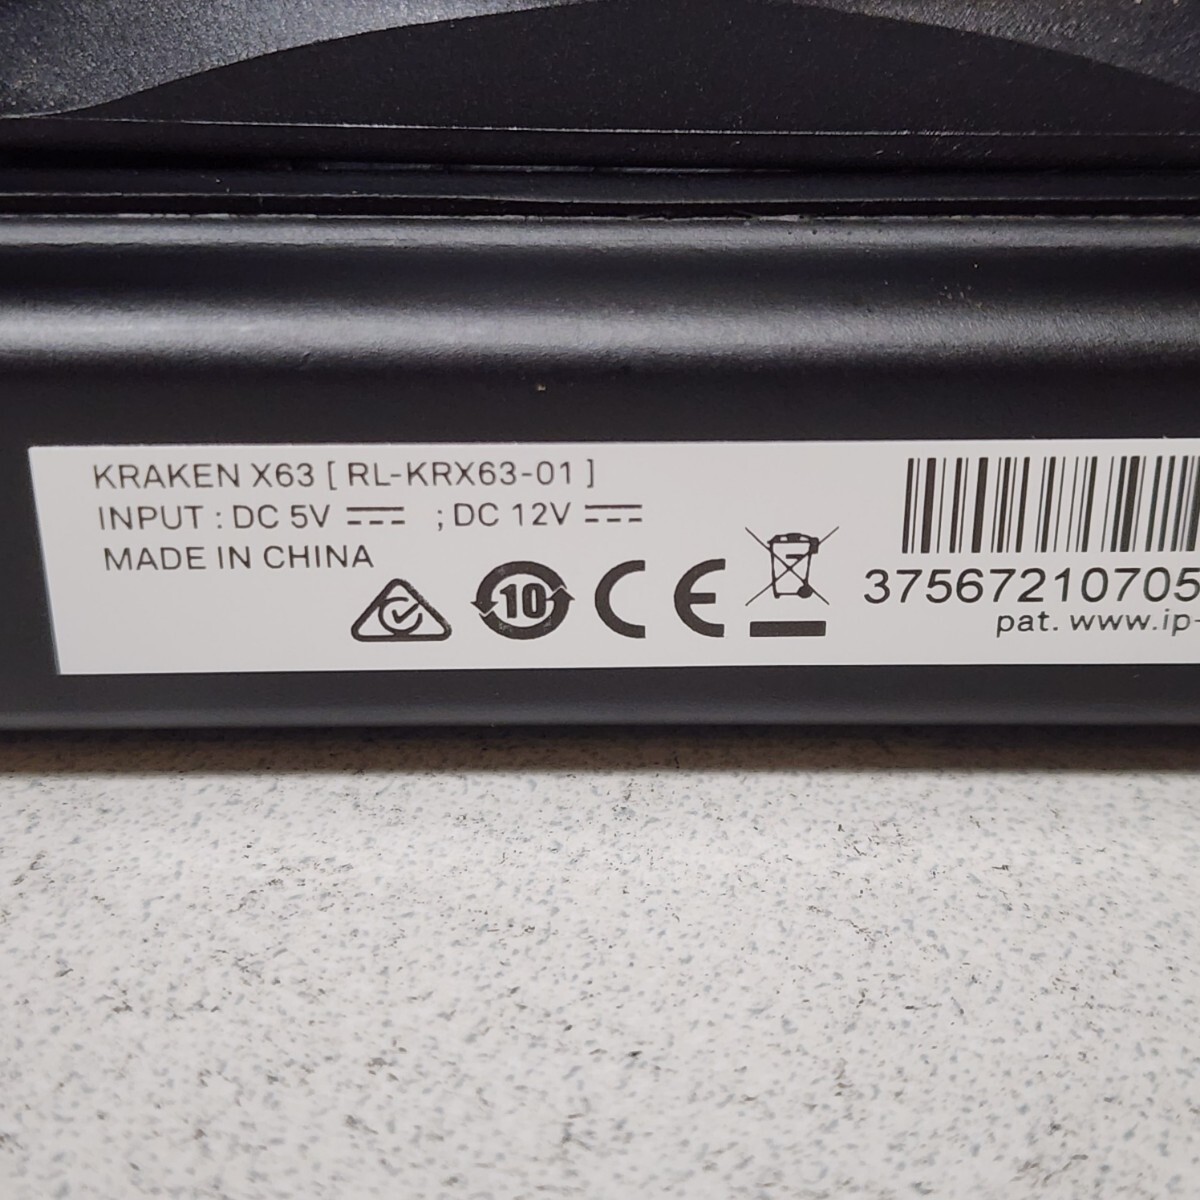 KRAKEN X63 [ RL-KRX63-01 ]
INPUT : DC 5V ; DC 12V
MADE IN CHINA
10
CE
37567210705
pat. www.ip-